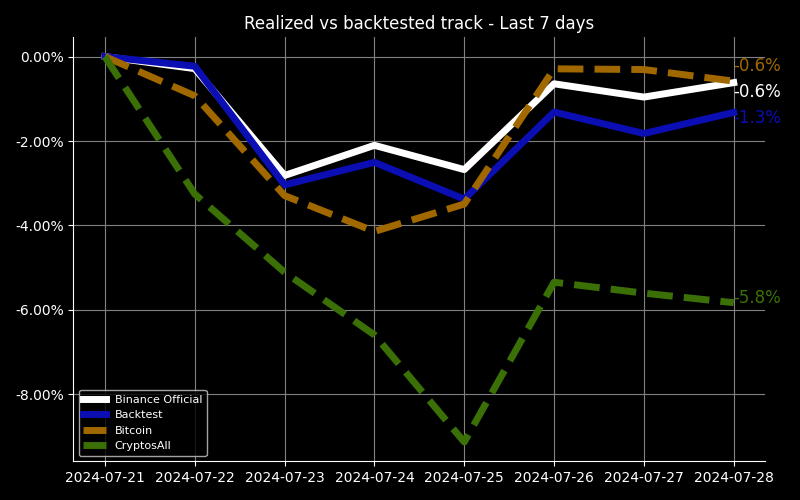 Realized vs backtested track - Last 7 days
0.00%
-2.00%
-4.00%
-6.00%
-8.00%
-0.6%
-0.6%
-1.3%
-5.8%
Binance Official
Backtest
Bitcoin
CryptosAll
2024-07-21 2024-07-22 2024-07-23 2024-07-24 2024-07-25 2024-07-26 2024-07-27 2024-07-28